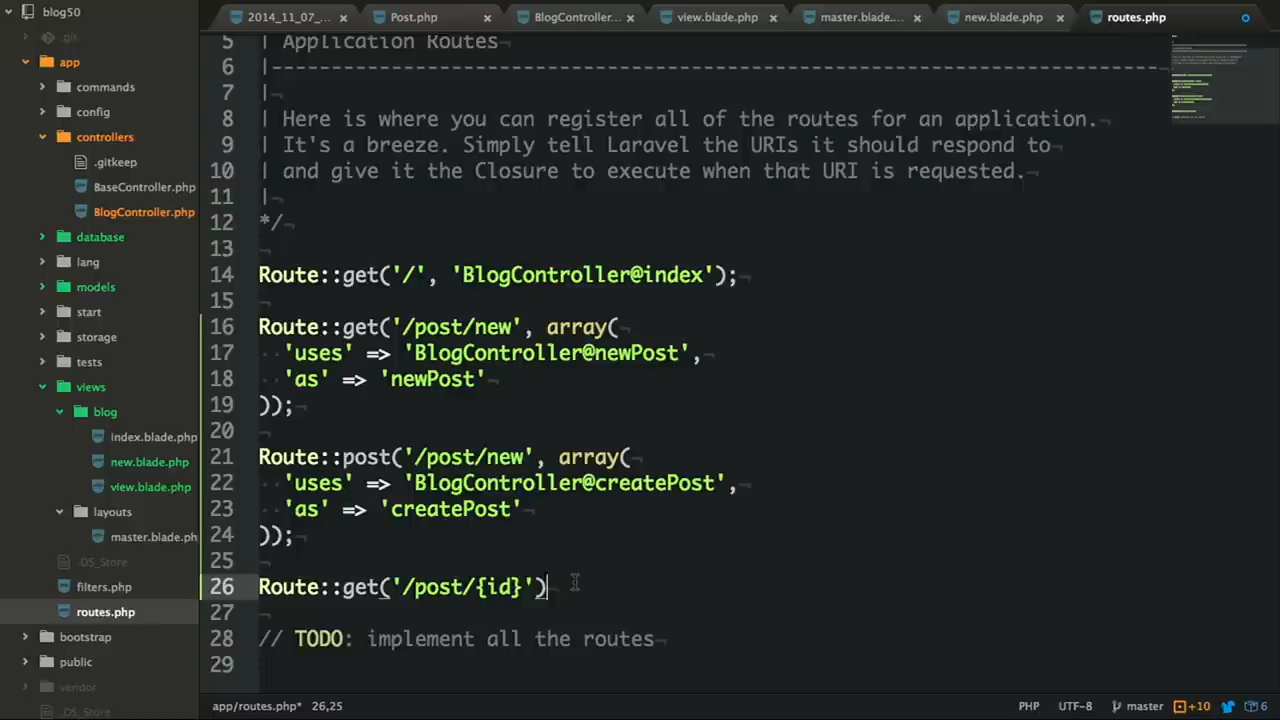 blog50
.git
app
commands
config
controllers
.gitkeep
BaseController.php
BlogController.php
database
lang
models
start
storage
tests
views
blog
index.blade.php
new.blade.php
view.blade.php
layouts
master.blade.ph
.DS_Store
filters.php
routes.php
bootstrap
public
vendor
.DS_Store
2014_11_07_... × Post.php × BlogController... × view.blade.php × master.blade.... × new.blade.php × routes.php
5 | Application Routes¬
6 |--------------------------------------------------------------------------¬
7 |¬
8 | Here is where you can register all of the routes for an application.¬
9 | It's a breeze. Simply tell Laravel the URIs it should respond to¬
10 | and give it the Closure to execute when that URI is requested.¬
11 |¬
12 */¬
13 ¬
14 Route::get('/', 'BlogController@index');¬
15 ¬
16 Route::get('/post/new', array(¬
17 ··'uses' => 'BlogController@newPost',¬
18 ··'as' => 'newPost'¬
19 ));¬
20 ¬
21 Route::post('/post/new', array(¬
22 ··'uses' => 'BlogController@createPost',¬
23 ··'as' => 'createPost'¬
24 ));¬
25 ¬
26 Route::get('/post/{id}')¬
27 ¬
28 // TODO: implement all the routes¬
29
app/routes.php* 26,25 PHP UTF-8 master +10 6